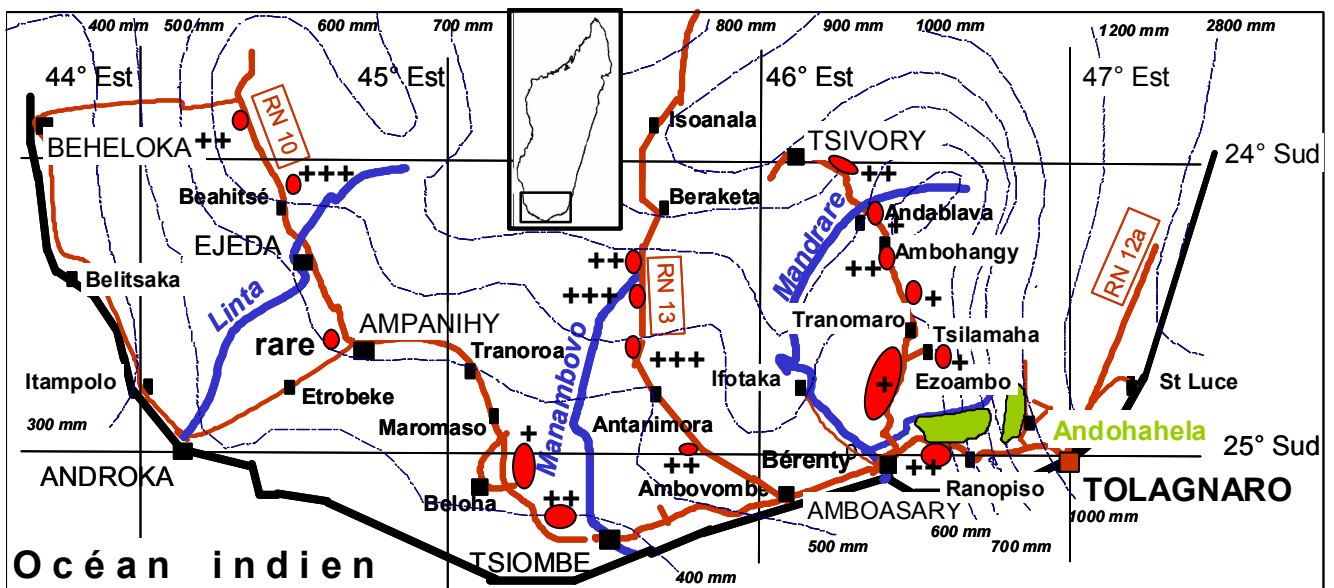 400 mm 500 mm 600 mm 700 mm 800 mm 900 mm 1000 mm 1200 mm 2800 mm
44° Est 45° Est 46° Est 47° Est
RN 10
Isoanala
++
BEHELOKA
TSIVORY
24° Sud
+++
++
Beahitsé
Beraketa
Andablava
+
EJEDA
Mandrare
Ambohangy
++
++
Belitsaka
Linta
RN 13
RN 12a
+++
+
AMPANIHY
Tranomaro
rare
Tranoroa
Tsilamaha
+++
+
Itampolo
Etrobeke
Ifotaka
+
Ezoambo
St Luce
Manambovo
300 mm
Maromaso
Antanimora
Andohahela
+
25° Sud
ANDROKA
++
Bérenty
++
Beloha
Ambovombe
Ranopiso
TOLAGNARO
++
AMBOASARY
1000 mm
600 mm
500 mm
700 mm
Océan indien
TSIOMBE
400 mm